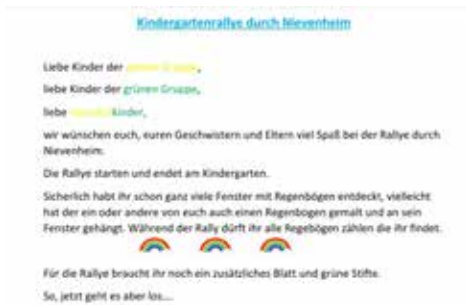 Kindergartenrallye durch Nievenheim
Liebe Kinder der gelben Gruppe,
liebe Kinder der grünen Gruppe,
liebe kinder,
wir wünschen euch, euren Geschwistern und Eltern viel Spaß bei der Rallye durch
Nievenheim.
Die Rallye starten und endet am Kindergarten.
Sicherlich habt ihr schon ganz viele Fenster mit Regenbögen entdeckt, vielleicht
hat der ein oder andere von euch auch einen Regenbogen gemalt und an sein
Fenster gehängt. Während der Rally dürft ihr alle Regebögen zählen die ihr findet.
Für die Rallye braucht ihr noch ein zusätzliches Blatt und grüne Stifte.
So, jetzt geht es aber los....